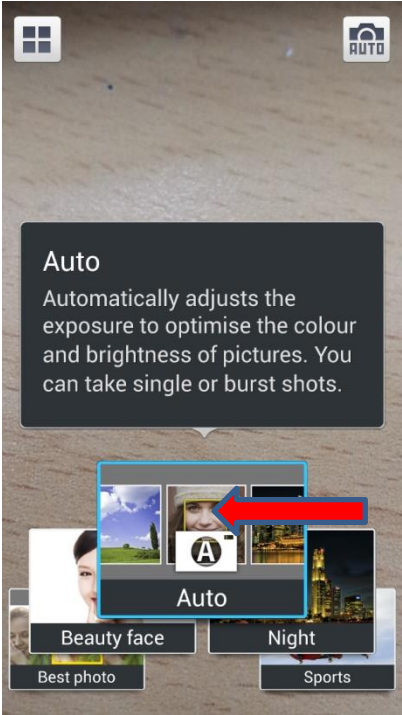 AUTO
Auto
Automatically adjusts the
exposure to optimise the colour
and brightness of pictures. You
can take single or burst shots.
A
Auto
Beauty face
Night
Best photo
Sports